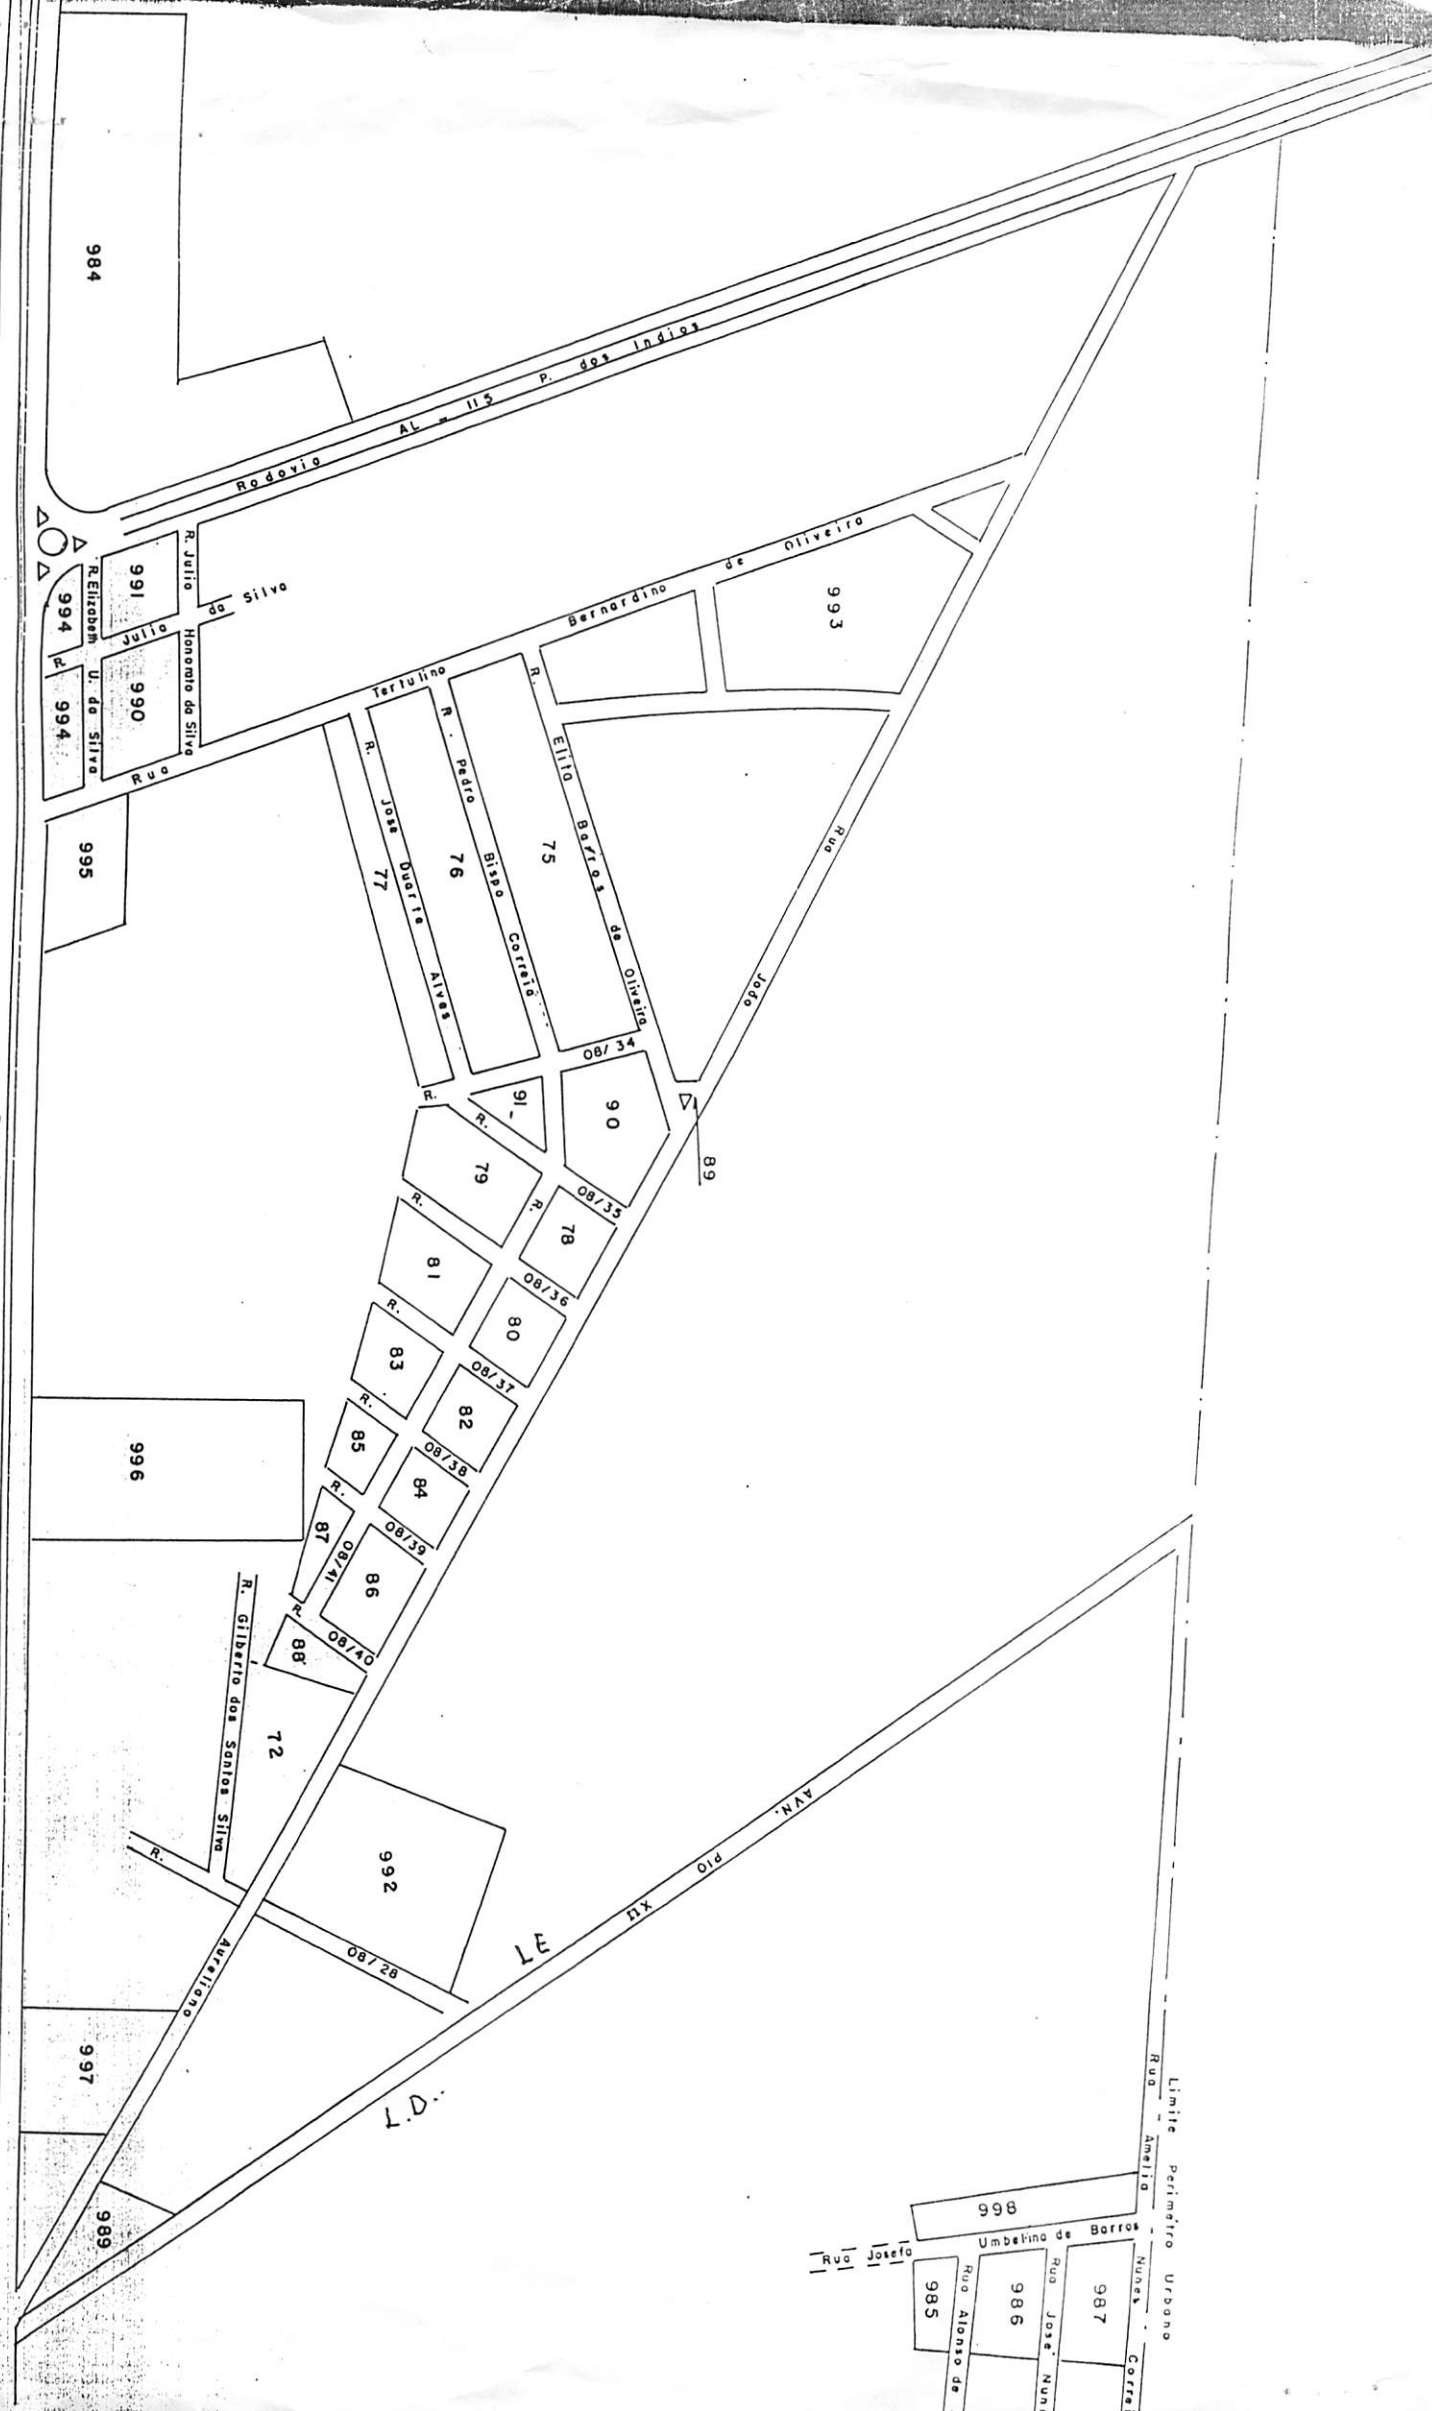 984
Rodovia AL - 115 P. dos Indios
R. Julio Honorato da Silva
991
994
R. Elizabeth U. da Silva
R. Julio da Silva
990
994
Rua Tertulino Bernardino de Oliveira
993
995
R. Elita Barros de Oliveira
75
R. Pedro Bispo Correia
76
R. Jose Duarte Alves
77
Rua João Aureliano
R. 08/34
90
91
89
R. 08/35
79
78
R. 08/36
81
80
R. 08/37
83
82
R. 08/38
85
84
R. 08/39
87
R. 08/41
86
R. 08/40
88
996
R. Gilberto dos Santos Silva
72
992
R. 08/28
AVN. PIO XII
LE
L.D.
997
989
Limite Perimetro Urbano
Rua Amelia Nunes Corre
998
Rua Josefa Umbelina de Barros
985
Rua Alonso de
986
Rua José Nun
987